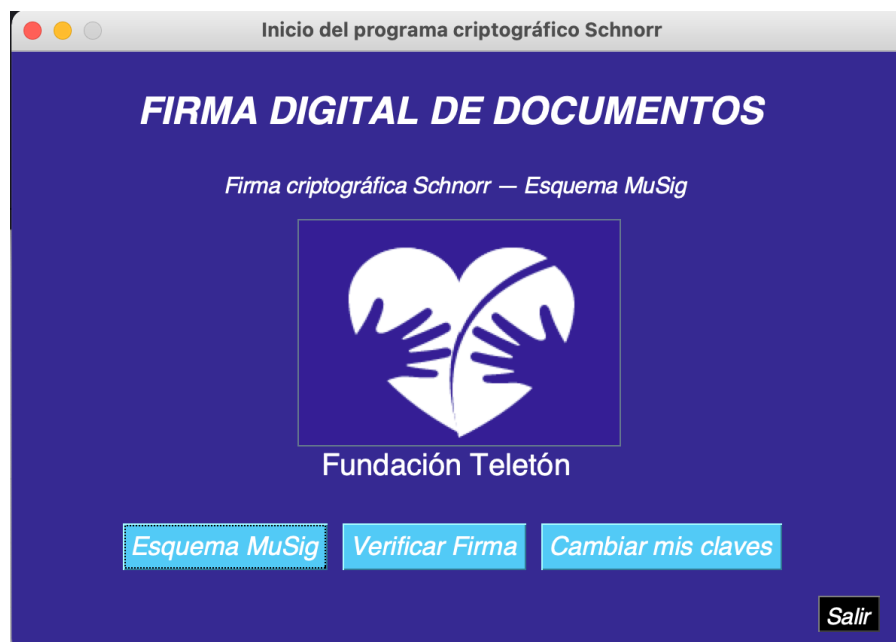 Inicio del programa criptográfico Schnorr
FIRMA DIGITAL DE DOCUMENTOS
Firma criptográfica Schnorr — Esquema MuSig
Fundación Teletón
Esquema MuSig
Verificar Firma
Cambiar mis claves
Salir